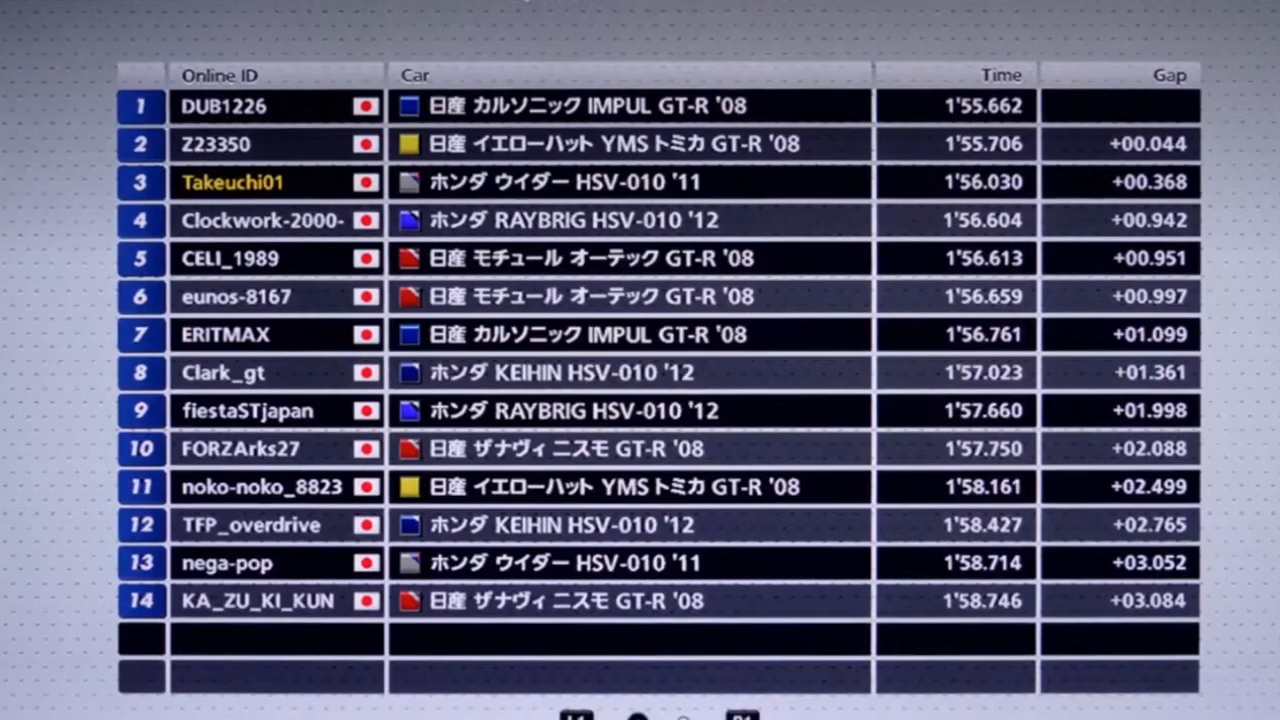 Online ID Car Time Gap
1 DUB1226 日産 カルソニック IMPUL GT-R '08 1'55.662
2 Z23350 日産 イエローハット YMS トミカ GT-R '08 1'55.706 +00.044
3 Takeuchi01 ホンダ ウイダー HSV-010 '11 1'56.030 +00.368
4 Clockwork-2000- ホンダ RAYBRIG HSV-010 '12 1'56.604 +00.942
5 CELI_1989 日産 モチュール オーテック GT-R '08 1'56.613 +00.951
6 eunos-8167 日産 モチュール オーテック GT-R '08 1'56.659 +00.997
7 ERITMAX 日産 カルソニック IMPUL GT-R '08 1'56.761 +01.099
8 Clark_gt ホンダ KEIHIN HSV-010 '12 1'57.023 +01.361
9 fiestaSTjapan ホンダ RAYBRIG HSV-010 '12 1'57.660 +01.998
10 FORZArks27 日産 ザナヴィ ニスモ GT-R '08 1'57.750 +02.088
11 noko-noko_8823 日産 イエローハット YMS トミカ GT-R '08 1'58.161 +02.499
12 TFP_overdrive ホンダ KEIHIN HSV-010 '12 1'58.427 +02.765
13 nega-pop ホンダ ウイダー HSV-010 '11 1'58.714 +03.052
14 KA_ZU_KI_KUN 日産 ザナヴィ ニスモ GT-R '08 1'58.746 +03.084